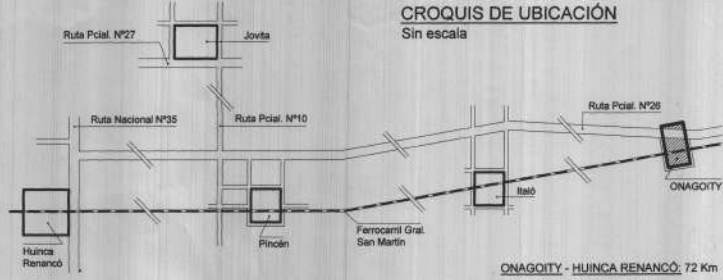 CROQUIS DE UBICACIÓN
Sin escala
Ruta Pcial. Nº27
Jovita
Ruta Nacional Nº35
Ruta Pcial. Nº10
Ruta Pcial. Nº26
ONAGOITY
Italó
Huinca
Renancó
Pincén
Ferrocarril Gral.
San Martín
ONAGOITY - HUINCA RENANCÓ: 72 Km